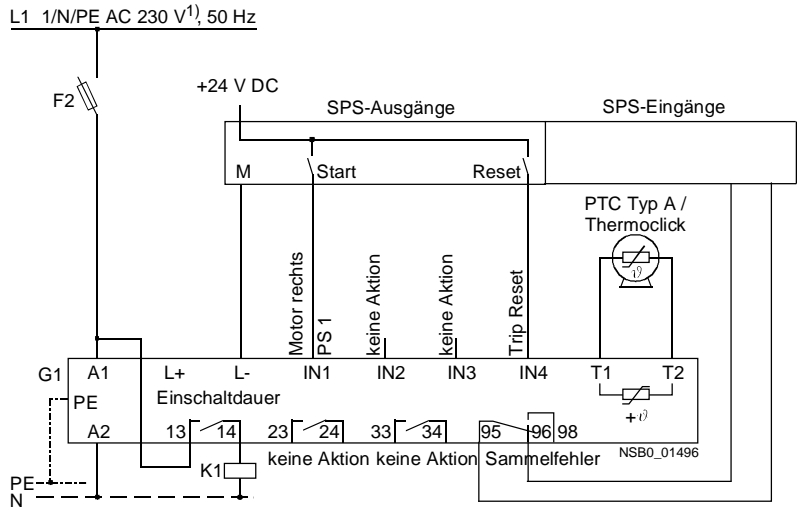 L1 1/N/PE AC 230 V1), 50 Hz
F2
+24 V DC
SPS-Ausgänge
SPS-Eingänge
M
Start
Reset
PTC Typ A /
Thermoclick
ϑ
Motor rechts
PS 1
keine Aktion
keine Aktion
Trip Reset
G1
A1
L+
L-
IN1
IN2
IN3
IN4
T1
T2
PE
Einschaltdauer
+ϑ
A2
13
14
23
24
33
34
95
96
98
NSB0_01496
K1
keine Aktion
keine Aktion
Sammelfehler
PE
N